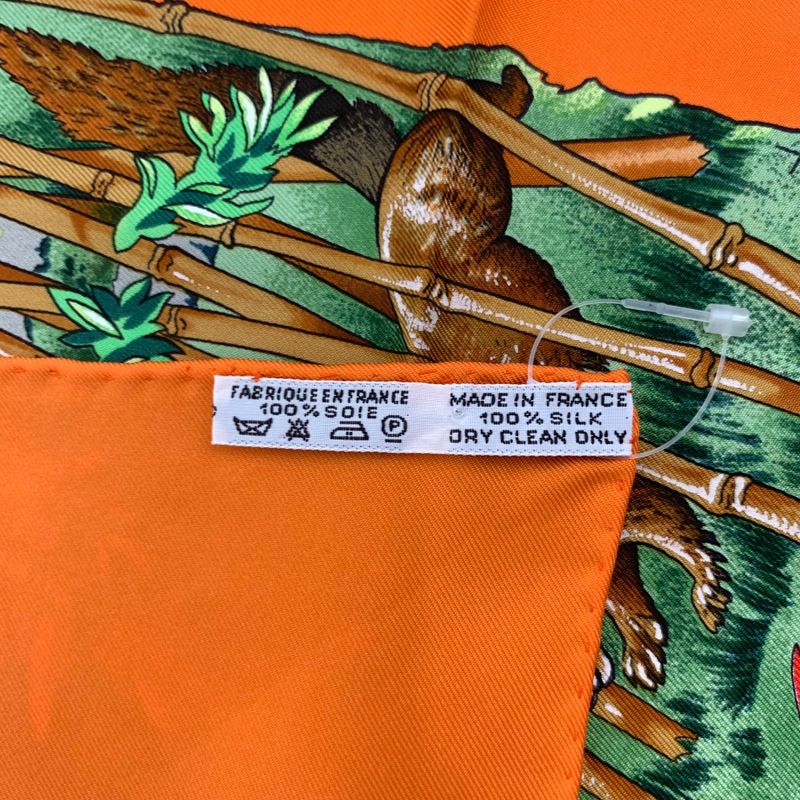 FABRIQUE EN FRANCE
100% SOIE
P
MADE IN FRANCE
100% SILK
DRY CLEAN ONLY